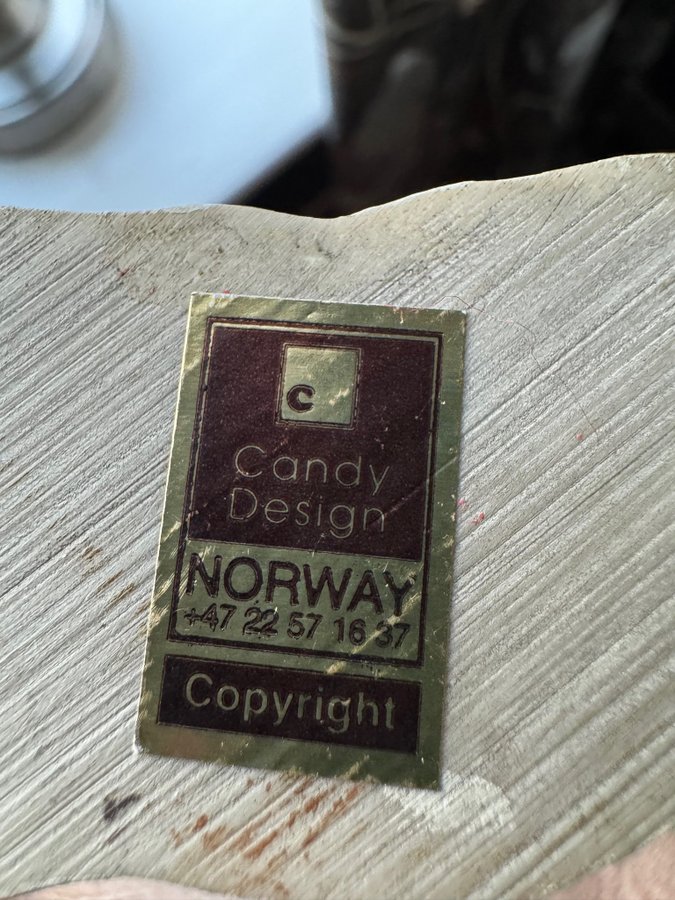 c
Candy
Design
NORWAY
+47 22 57 16 37
Copyright